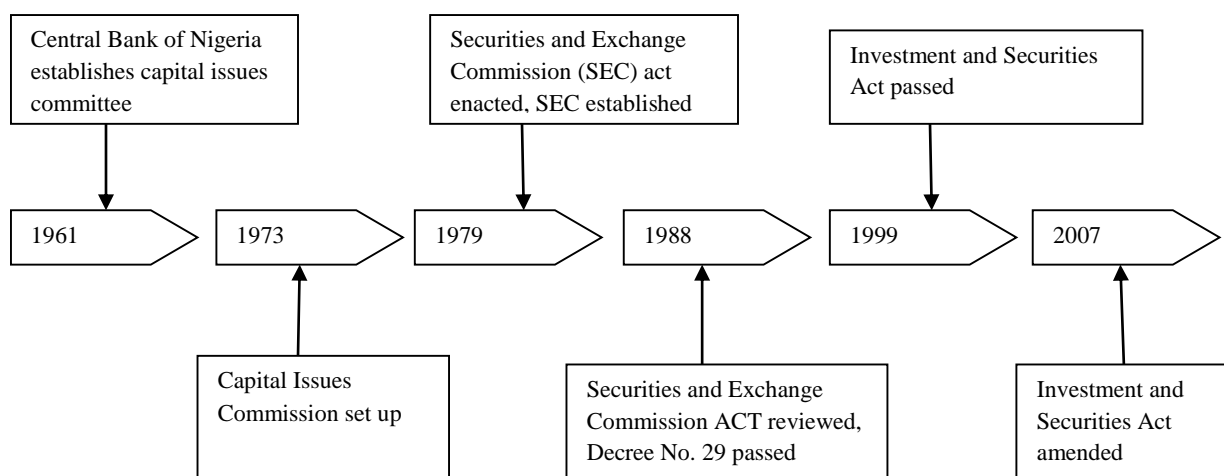 Central Bank of Nigeria
establishes capital issues
committee
Securities and Exchange
Commission (SEC) act
enacted, SEC established
Investment and Securities
Act passed
1961
1973
1979
1988
1999
2007
Capital Issues
Commission set up
Securities and Exchange
Commission ACT reviewed,
Decree No. 29 passed
Investment and
Securities Act
amended